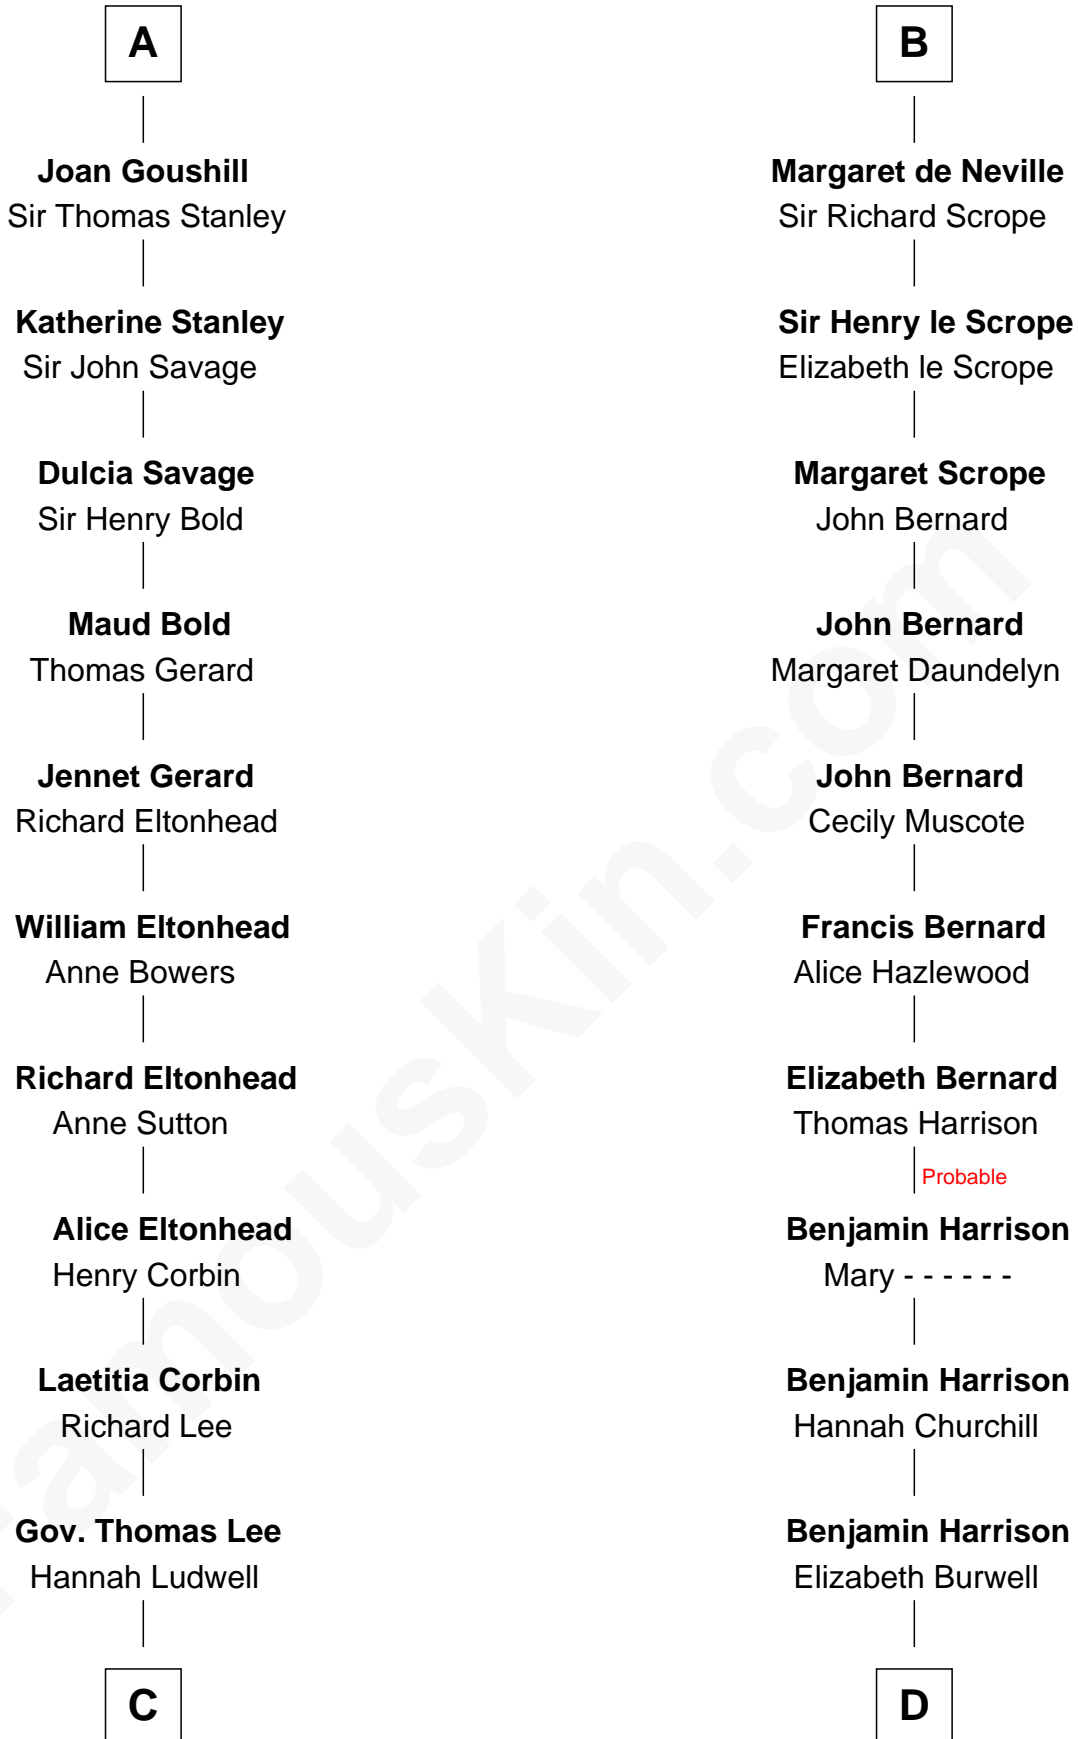 A
Joan Goushill
Sir Thomas Stanley
Katherine Stanley
Sir John Savage
Dulcia Savage
Sir Henry Bold
Maud Bold
Thomas Gerard
Jennet Gerard
Richard Eltonhead
William Eltonhead
Anne Bowers
Richard Eltonhead
Anne Sutton
Alice Eltonhead
Henry Corbin
Laetitia Corbin
Richard Lee
Gov. Thomas Lee
Hannah Ludwell
C
B
Margaret de Neville
Sir Richard Scrope
Sir Henry le Scrope
Elizabeth le Scrope
Margaret Scrope
John Bernard
John Bernard
Margaret Daundelyn
John Bernard
Cecily Muscote
Francis Bernard
Alice Hazlewood
Elizabeth Bernard
Thomas Harrison
Probable
Benjamin Harrison
Mary - - - - - -
Benjamin Harrison
Hannah Churchill
Benjamin Harrison
Elizabeth Burwell
D
FamousKin.com